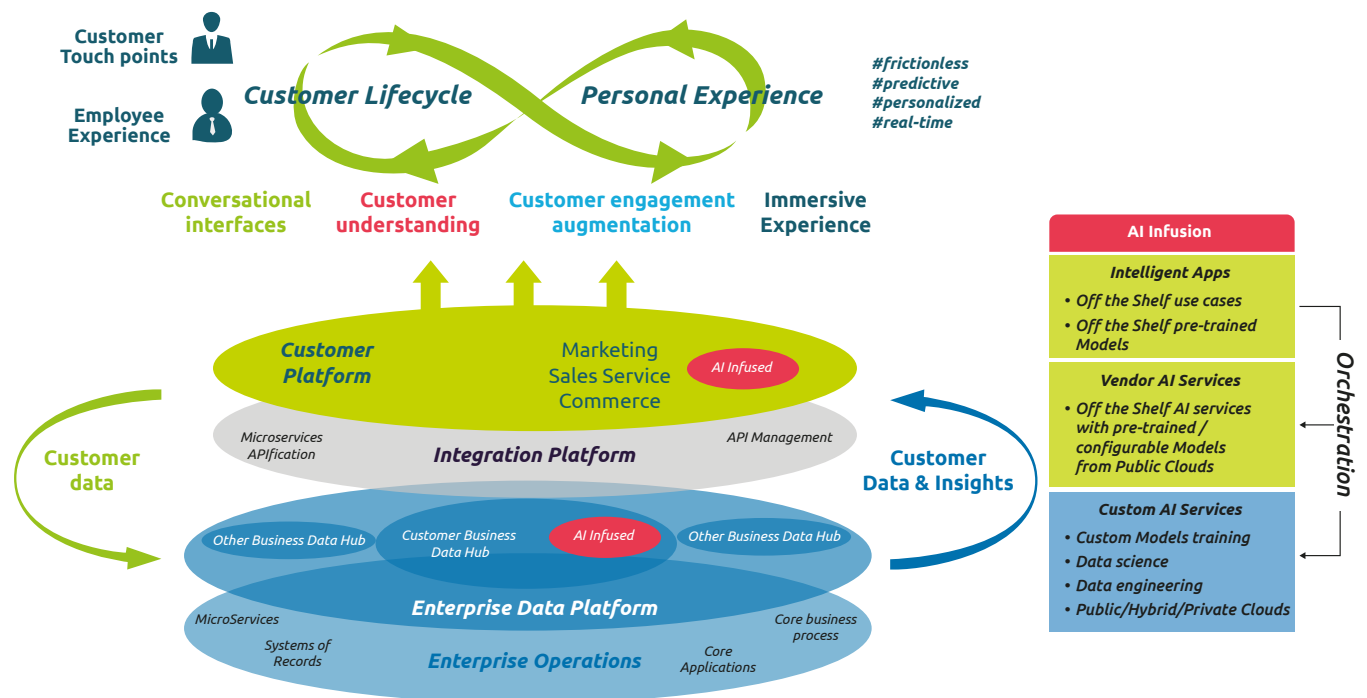 Customer
Touch points
Employee
Experience
Customer Lifecycle
Personal Experience
#frictionless
#predictive
#personalized
#real-time
Conversational
interfaces
Customer
understanding
Customer engagement
augmentation
Immersive
Experience
Customer
Platform
Marketing
Sales Service
Commerce
AI Infused
Microservices
APIfication
API Management
Integration Platform
Customer
data
Customer
Data & Insights
Other Business Data Hub
Customer Business
Data Hub
AI Infused
Other Business Data Hub
Enterprise Data Platform
MicroServices
Systems of
Records
Core
Applications
Core business
process
Enterprise Operations
AI Infusion
Intelligent Apps
• Off the Shelf use cases
• Off the Shelf pre-trained
Models
Vendor AI Services
• Off the Shelf AI services
with pre-trained /
configurable Models
from Public Clouds
Custom AI Services
• Custom Models training
• Data science
• Data engineering
• Public/Hybrid/Private Clouds
Orchestration